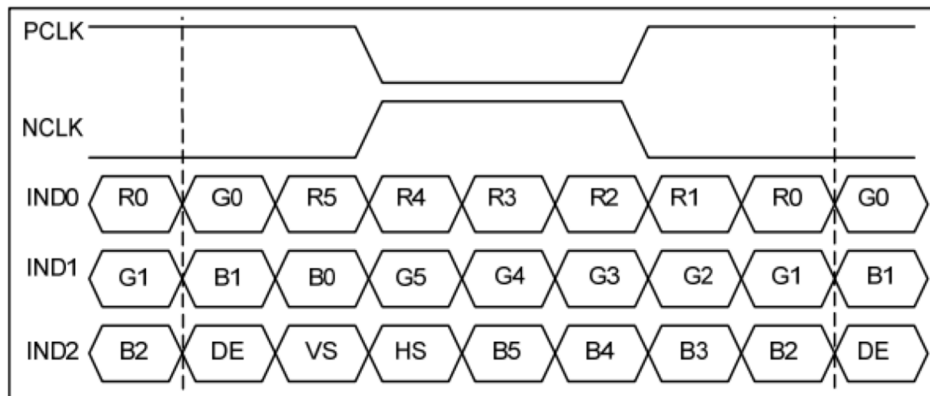 PCLK
NCLK
IND0 R0 G0 R5 R4 R3 R2 R1 R0 G0
IND1 G1 B1 B0 G5 G4 G3 G2 G1 B1
IND2 B2 DE VS HS B5 B4 B3 B2 DE